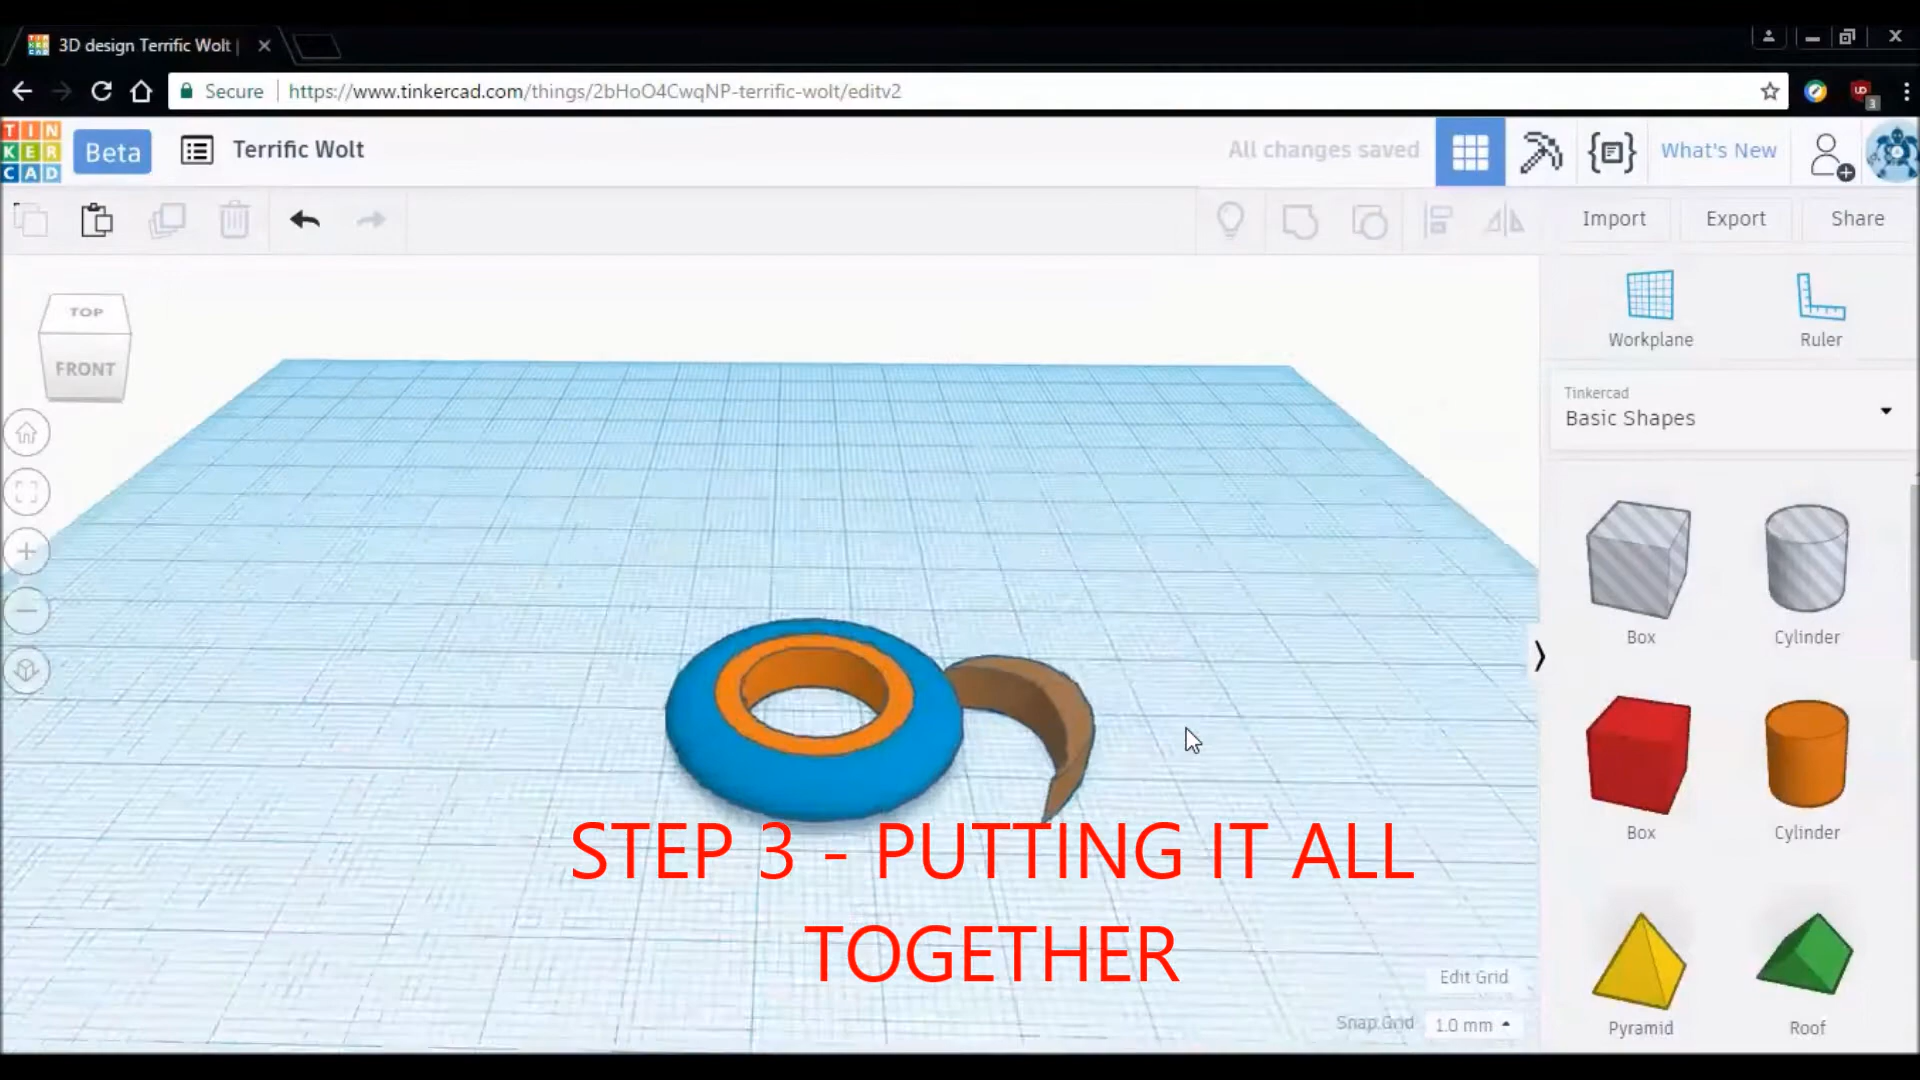 3D design Terrific Wolt |
Secure | https://www.tinkercad.com/things/2bHoO4CwqNP-terrific-wolt/editv2
UD
3
TIN
KER
CAD
Beta
Terrific Wolt
All changes saved
What's New
Import
Export
Share
TOP
FRONT
Workplane
Ruler
Tinkercad
Basic Shapes
Box
Cylinder
Box
Cylinder
Pyramid
Roof
STEP 3 - PUTTING IT ALL
TOGETHER
Edit Grid
Snap Grid
1.0 mm